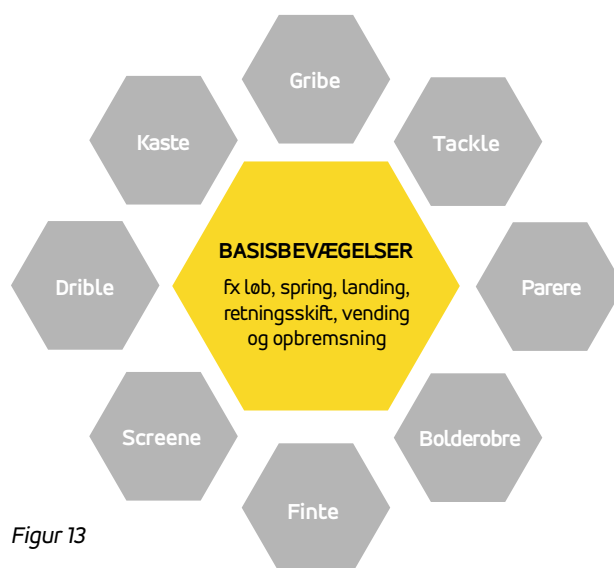 Gribe
Kaste
Tackle
BASISBEVÆGELSER
fx løb, spring, landing,
retningsskift, vending
og opbremsning
Drible
Parere
Screene
Bolderobre
Finte
Figur 13